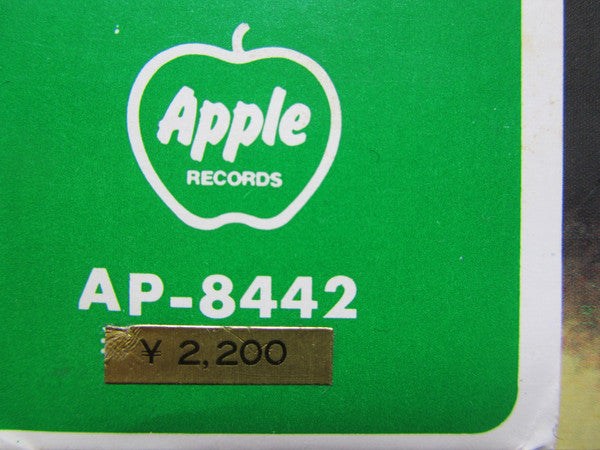 Apple
RECORDS
AP-8442
¥ 2,200